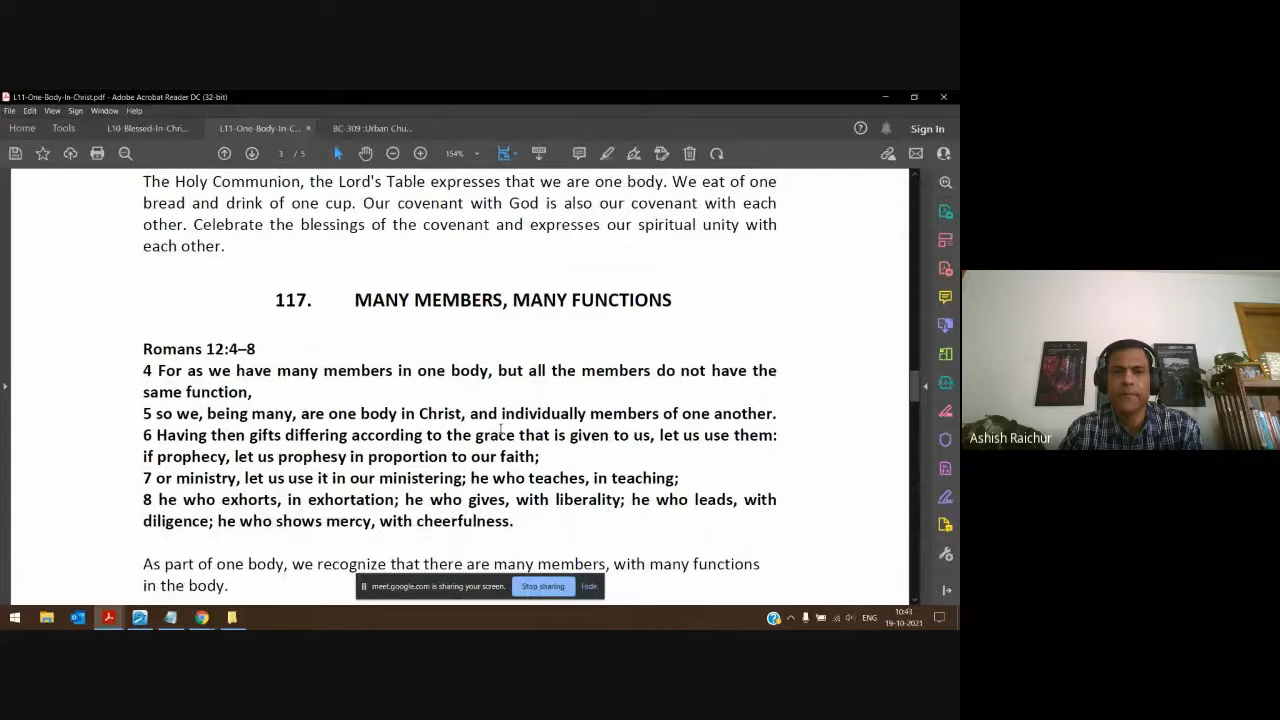 L11-One-Body-In-Christ.pdf - Adobe Acrobat Reader DC (32-bit)
File Edit View Sign Window Help
Home Tools L10-Blessed-In-Chri... L11-One-Body-In-C... × BC-309 :Urban Chu... Sign In
3 / 5 154%
The Holy Communion, the Lord's Table expresses that we are one body. We eat of one
bread and drink of one cup. Our covenant with God is also our covenant with each
other. Celebrate the blessings of the covenant and expresses our spiritual unity with
each other.
117. MANY MEMBERS, MANY FUNCTIONS
Romans 12:4–8
4 For as we have many members in one body, but all the members do not have the
same function,
5 so we, being many, are one body in Christ, and individually members of one another.
6 Having then gifts differing according to the grace that is given to us, let us use them:
if prophecy, let us prophesy in proportion to our faith;
7 or ministry, let us use it in our ministering; he who teaches, in teaching;
8 he who exhorts, in exhortation; he who gives, with liberality; he who leads, with
diligence; he who shows mercy, with cheerfulness.
As part of one body, we recognize that there are many members, with many functions
in the body.
meet.google.com is sharing your screen. Stop sharing Hide
ENG
10:43
19-10-2021
Ashish Raichur